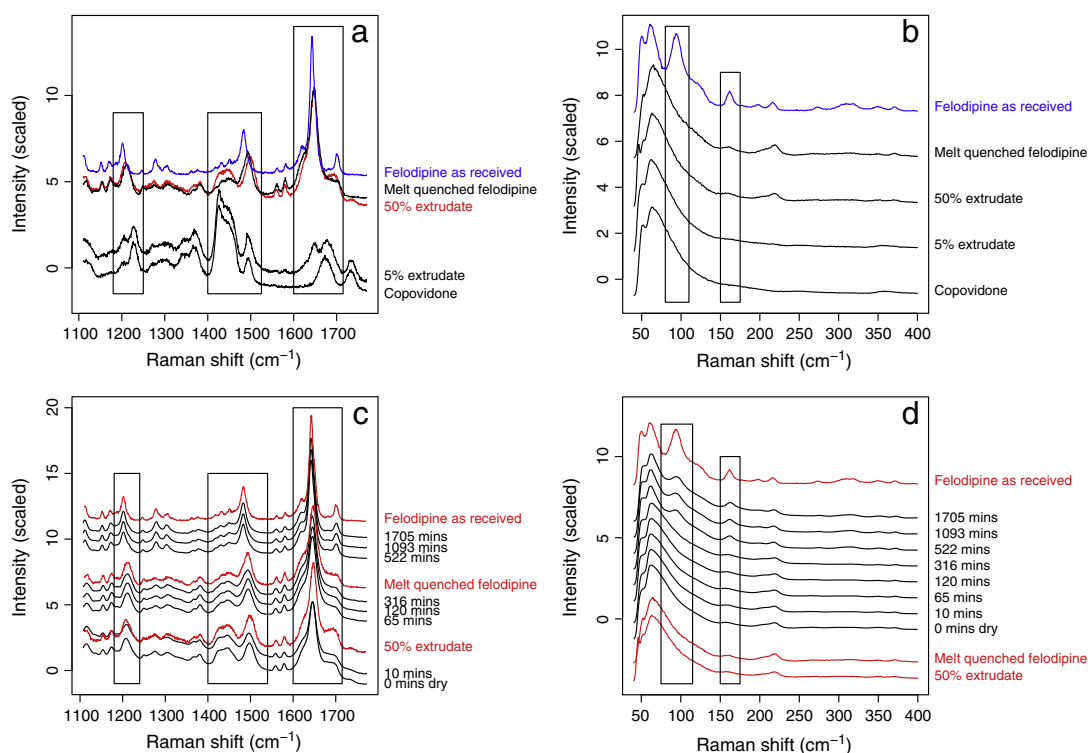 a
Intensity (scaled)
10
5
0
Felodipine as received
Melt quenched felodipine
50% extrudate
5% extrudate
Copovidone
1100 1200 1300 1400 1500 1600 1700
Raman shift (cm⁻¹)
b
Intensity (scaled)
10
8
6
4
2
0
Felodipine as received
Melt quenched felodipine
50% extrudate
5% extrudate
Copovidone
50 100 150 200 250 300 350 400
Raman shift (cm⁻¹)
c
Intensity (scaled)
20
15
10
5
0
Felodipine as received
1705 mins
1093 mins
522 mins
Melt quenched felodipine
316 mins
120 mins
65 mins
50% extrudate
10 mins
0 mins dry
1100 1200 1300 1400 1500 1600 1700
Raman shift (cm⁻¹)
d
Intensity (scaled)
10
5
0
Felodipine as received
1705 mins
1093 mins
522 mins
316 mins
120 mins
65 mins
10 mins
0 mins dry
Melt quenched felodipine
50% extrudate
50 100 150 200 250 300 350 400
Raman shift (cm⁻¹)